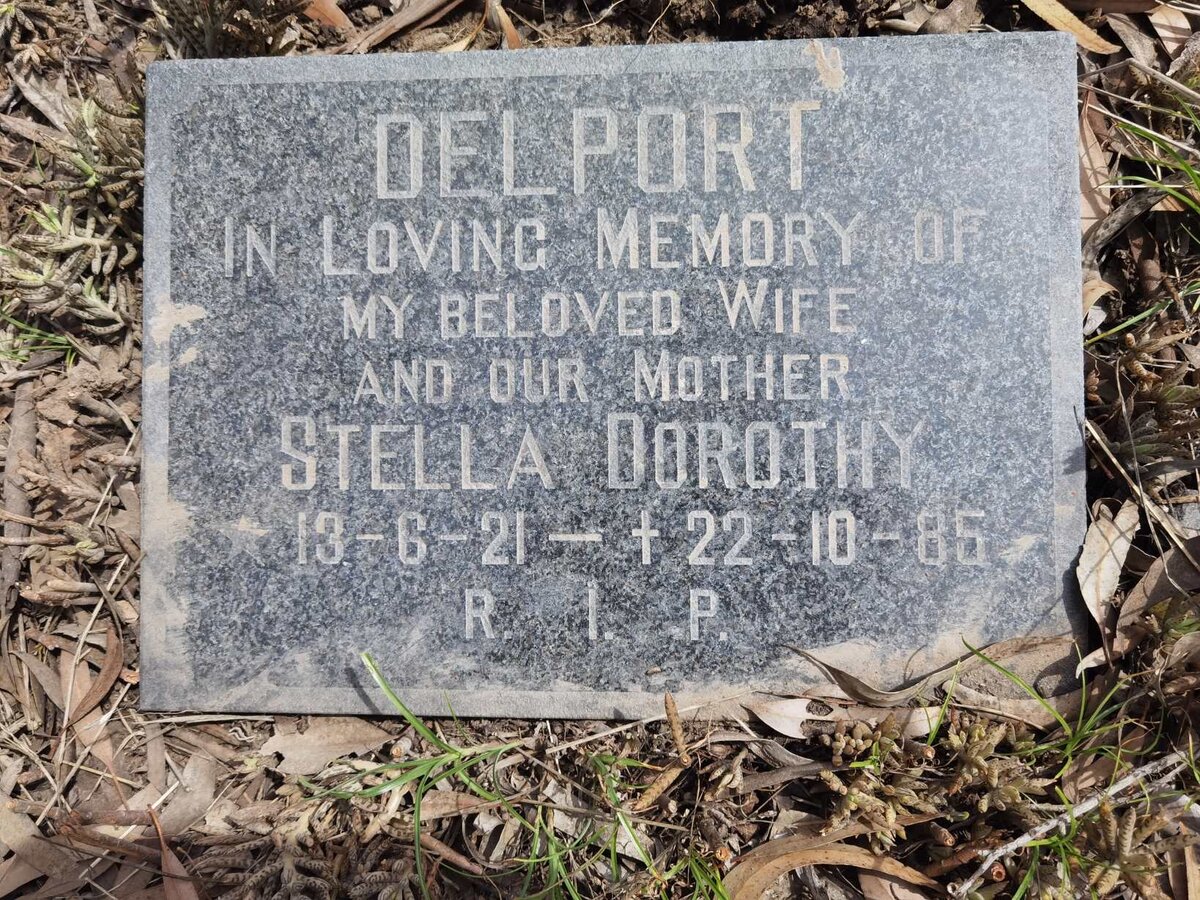 DELPORT
IN LOVING MEMORY OF
MY BELOVED WIFE
AND OUR MOTHER
STELLA DOROTHY
★ 13-6-21 — ✝ 22-10-85
R. I. P.